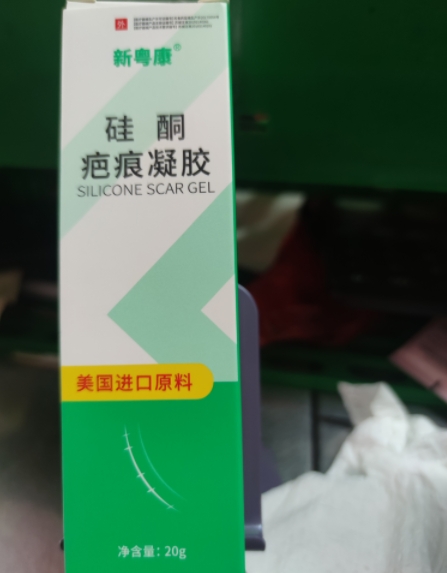 外
新粤康®
硅酮
疤痕凝胶
SILICONE SCAR GEL
美国进口原料
净含量：20g